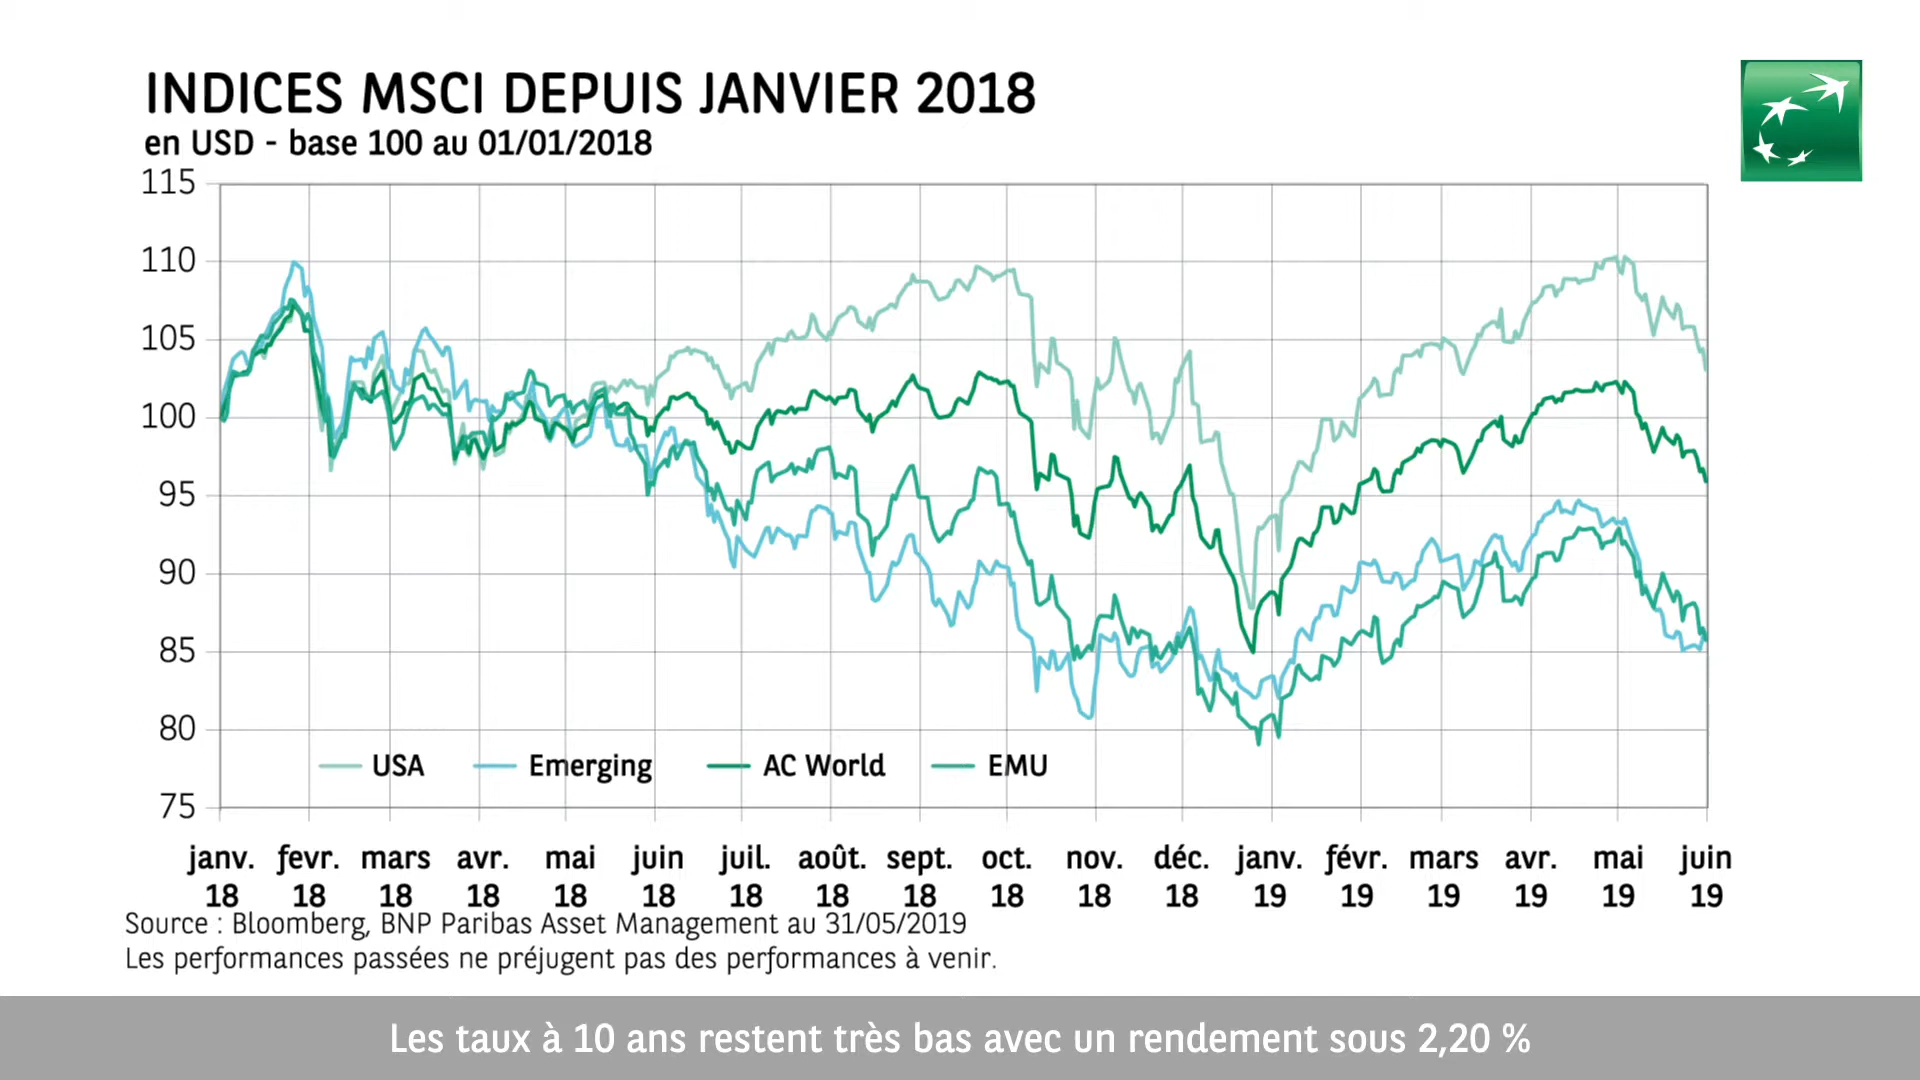 INDICES MSCI DEPUIS JANVIER 2018
en USD - base 100 au 01/01/2018
115
110
105
100
95
90
85
80
75
USA Emerging AC World EMU
janv. fevr. mars avr. mai juin juil. août. sept. oct. nov. déc. janv. févr. mars avr. mai juin
18 18 18 18 18 18 18 18 18 18 18 18 19 19 19 19 19 19
Source : Bloomberg, BNP Paribas Asset Management au 31/05/2019
Les performances passées ne préjugent pas des performances à venir.
Les taux à 10 ans restent très bas avec un rendement sous 2,20 %